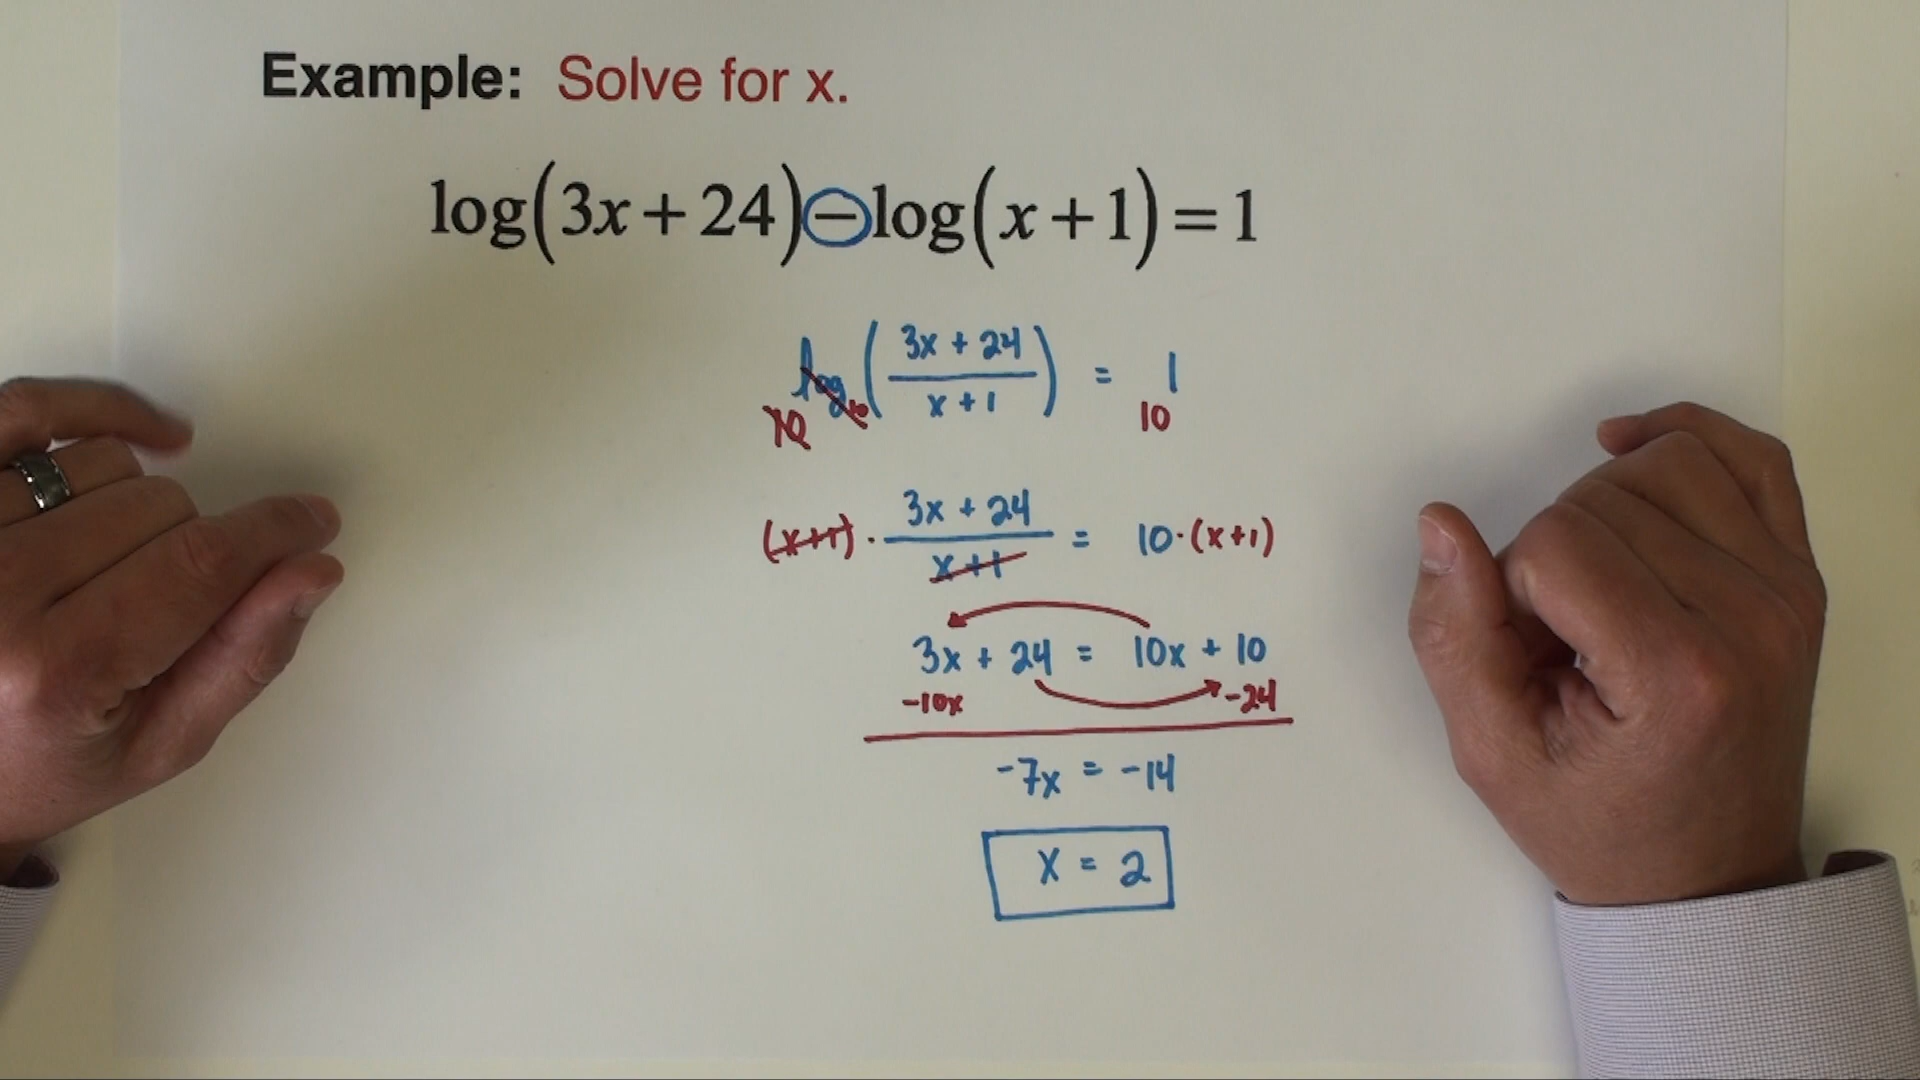 Example: Solve for x.
log(3x+24)−log(x+1)=1
log₁₀((3x + 24)/(x + 1)) = 1
10 10
(x+1) · (3x + 24)/(x + 1) = 10 · (x+1)
3x + 24 = 10x + 10
-10x -24
-7x = -14
x = 2